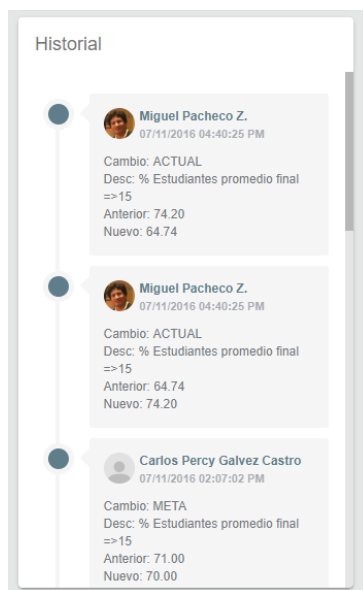 Historial
Miguel Pacheco Z.
07/11/2016 04:40:25 PM
Cambio: ACTUAL
Desc: % Estudiantes promedio final
=>15
Anterior: 74.20
Nuevo: 64.74
Miguel Pacheco Z.
07/11/2016 04:40:25 PM
Cambio: ACTUAL
Desc: % Estudiantes promedio final
=>15
Anterior: 64.74
Nuevo: 74.20
Carlos Percy Galvez Castro
07/11/2016 02:07:02 PM
Cambio: META
Desc: % Estudiantes promedio final
=>15
Anterior: 71.00
Nuevo: 70.00